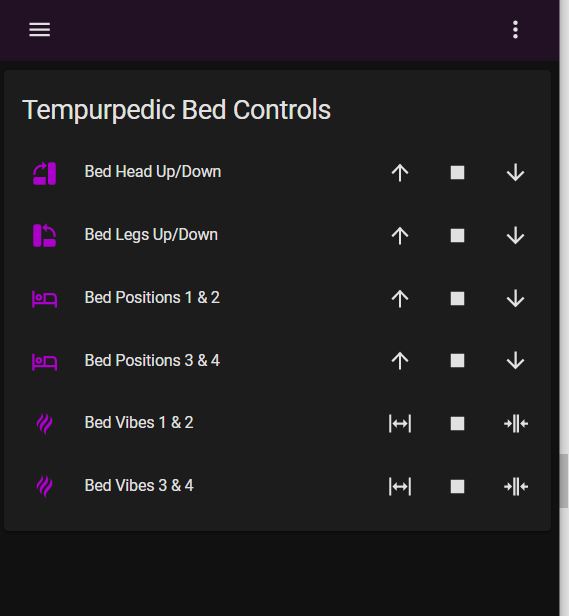 Tempurpedic Bed Controls
Bed Head Up/Down
Bed Legs Up/Down
Bed Positions 1 & 2
Bed Positions 3 & 4
Bed Vibes 1 & 2
Bed Vibes 3 & 4